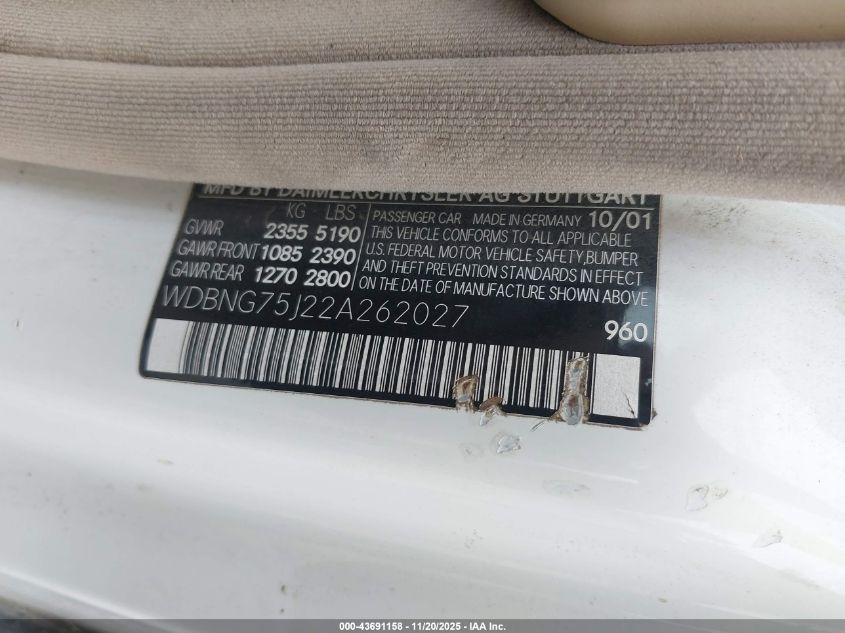 MFD BY DAIMLERCHRYSLER AG STUTTGART
KG LBS
GVWR 2355 5190
GAWR FRONT 1085 2390
GAWR REAR 1270 2800
PASSENGER CAR MADE IN GERMANY 10/01
THIS VEHICLE CONFORMS TO ALL APPLICABLE
U.S. FEDERAL MOTOR VEHICLE SAFETY,BUMPER
AND THEFT PREVENTION STANDARDS IN EFFECT
ON THE DATE OF MANUFACTURE SHOWN ABOVE
WDBNG75J22A262027
960
000-43691158 - 11/20/2025 - IAA Inc.